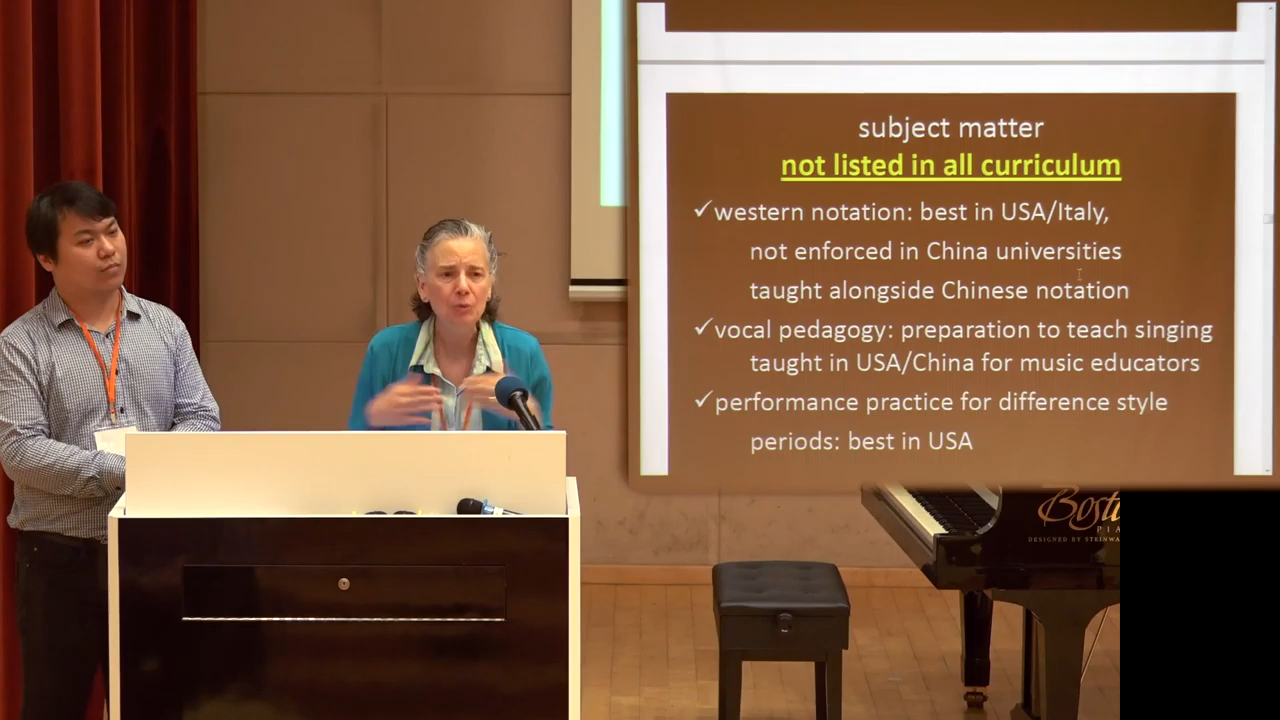 subject matter
not listed in all curriculum
✓western notation: best in USA/Italy,
not enforced in China universities
taught alongside Chinese notation
✓vocal pedagogy: preparation to teach singing
taught in USA/China for music educators
✓performance practice for difference style
periods: best in USA
DESIGNED BY